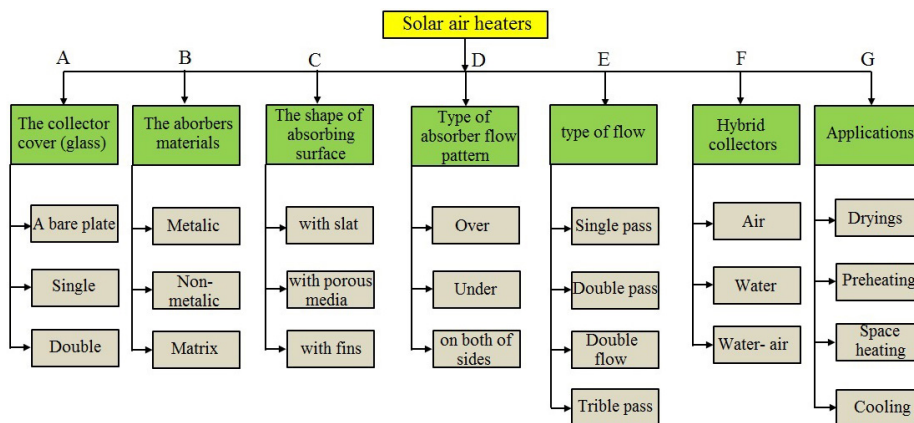 Solar air heaters
A
B
C
D
E
F
G
The collector
cover (glass)
The aborbers
materials
The shape of
absorbing
surface
Type of
absorber flow
pattern
type of flow
Hybrid
collectors
Applications
A bare plate
Single
Double
Metalic
Non-
metalic
Matrix
with slat
with porous
media
with fins
Over
Under
on both of
sides
Single pass
Double pass
Double
flow
Trible pass
Air
Water
Water- air
Dryings
Preheating
Space
heating
Cooling